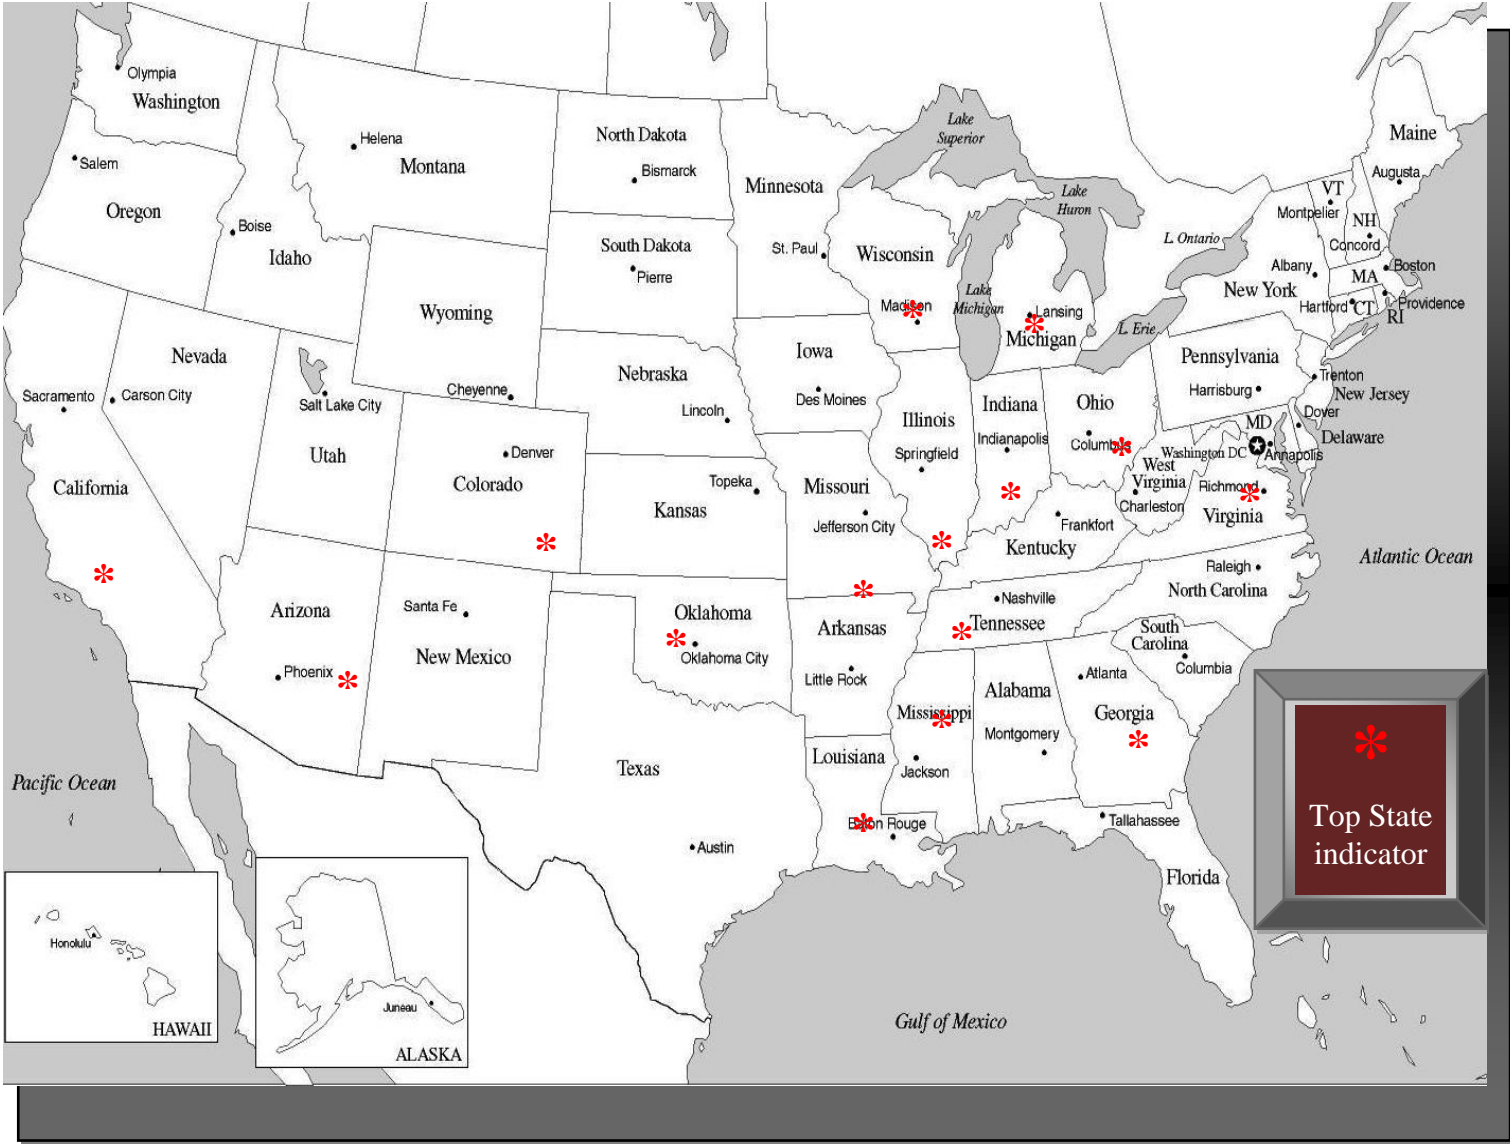 Olympia
Washington
Salem
Oregon
Boise
Idaho
Helena
Montana
North Dakota
Bismarck
South Dakota
Pierre
Minnesota
St. Paul
Wisconsin
Madison
Lake
Superior
Lake
Huron
Lake
Michigan
Lansing
Michigan
L. Ontario
L. Erie
Maine
Augusta
VT
Montpelier
NH
Concord
Albany
New York
MA
Boston
Hartford
CT
RI
Providence
Wyoming
Cheyenne
Nevada
Carson City
Sacramento
California
Salt Lake City
Utah
Denver
Colorado
Nebraska
Lincoln
Iowa
Des Moines
Topeka
Kansas
Missouri
Jefferson City
Illinois
Springfield
Indiana
Indianapolis
Ohio
Columbus
Pennsylvania
Harrisburg
Trenton
New Jersey
MD
Dover
Delaware
Washington DC
Annapolis
West
Virginia
Charleston
Richmond
Virginia
Frankfort
Kentucky
Raleigh
North Carolina
Atlantic Ocean
Arizona
Phoenix
Santa Fe
New Mexico
Oklahoma
Oklahoma City
Arkansas
Little Rock
Nashville
Tennessee
South
Carolina
Columbia
Atlanta
Georgia
Alabama
Montgomery
Mississippi
Jackson
Louisiana
Baton Rouge
Texas
Austin
Tallahassee
Florida
Pacific Ocean
Gulf of Mexico
Honolulu
HAWAII
Juneau
ALASKA
*
Top State
indicator